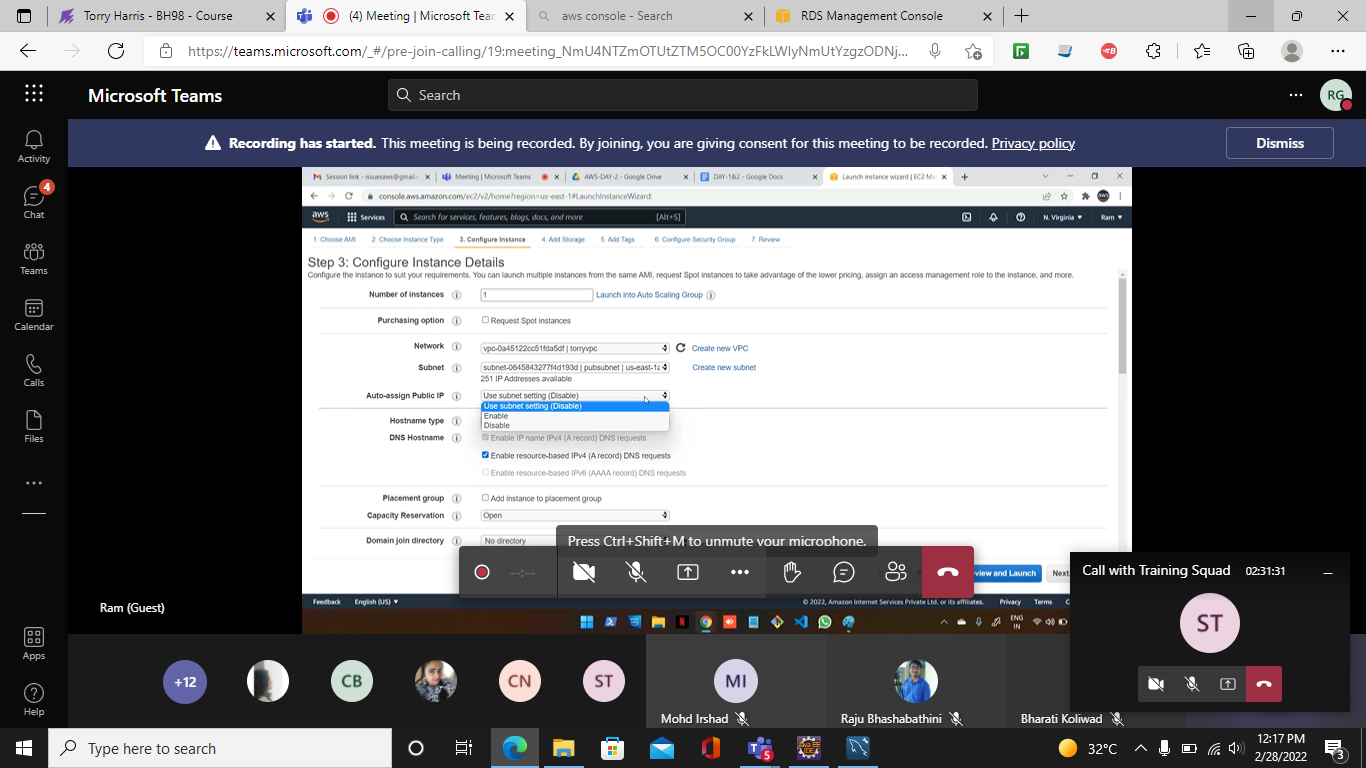 Torry Harris - BH98 - Course
(4) Meeting | Microsoft Tear
aws console - Search
RDS Management Console
https://teams.microsoft.com/_#/pre-join-calling/19:meeting_NmU4NTZmOTUtZTM5OC00YzFkLWIyNmUtYzgzODNj...
Microsoft Teams
Search
RG
Recording has started. This meeting is being recorded. By joining, you are giving consent for this meeting to be recorded. Privacy policy
Dismiss
Activity
4
Chat
Teams
Calendar
Calls
Files
Apps
Help
Session link - issuesaws@gmail.c
Meeting | Microsoft Teams
AWS-DAY-2 - Google Drive
DAY-1&2 - Google Docs
Launch instance wizard | EC2 Ma
console.aws.amazon.com/ec2/v2/home?region=us-east-1#LaunchInstanceWizard:
aws
Services
Search for services, features, blogs, docs, and more
[Alt+S]
N. Virginia
Ram
1. Choose AMI
2. Choose Instance Type
3. Configure Instance
4. Add Storage
5. Add Tags
6. Configure Security Group
7. Review
Step 3: Configure Instance Details
Configure the instance to suit your requirements. You can launch multiple instances from the same AMI, request Spot instances to take advantage of the lower pricing, assign an access management role to the instance, and more.
Number of instances
1
Launch into Auto Scaling Group
Purchasing option
Request Spot instances
Network
vpc-0a45122cc51fda5df | torryvpc
Create new VPC
Subnet
subnet-0645843277f4d193d | pubsubnet | us-east-1a
Create new subnet
251 IP Addresses available
Auto-assign Public IP
Use subnet setting (Disable)
Use subnet setting (Disable)
Enable
Disable
Hostname type
DNS Hostname
Enable IP name IPv4 (A record) DNS requests
Enable resource-based IPv4 (A record) DNS requests
Enable resource-based IPv6 (AAAA record) DNS requests
Placement group
Add instance to placement group
Capacity Reservation
Open
Domain join directory
No directory
Press Ctrl+Shift+M to unmute your microphone.
--:--
view and Launch
Next:
Feedback
English (US)
© 2022, Amazon Internet Services Private Ltd. or its affiliates.
Privacy
Terms
C
ENG
IN
Ram (Guest)
Call with Training Squad
02:31:31
ST
+12
CB
CN
ST
MI
Mohd Irshad
Raju Bhashabathini
Bharati Koliwad
Type here to search
5
32°C
12:17 PM
2/28/2022
3